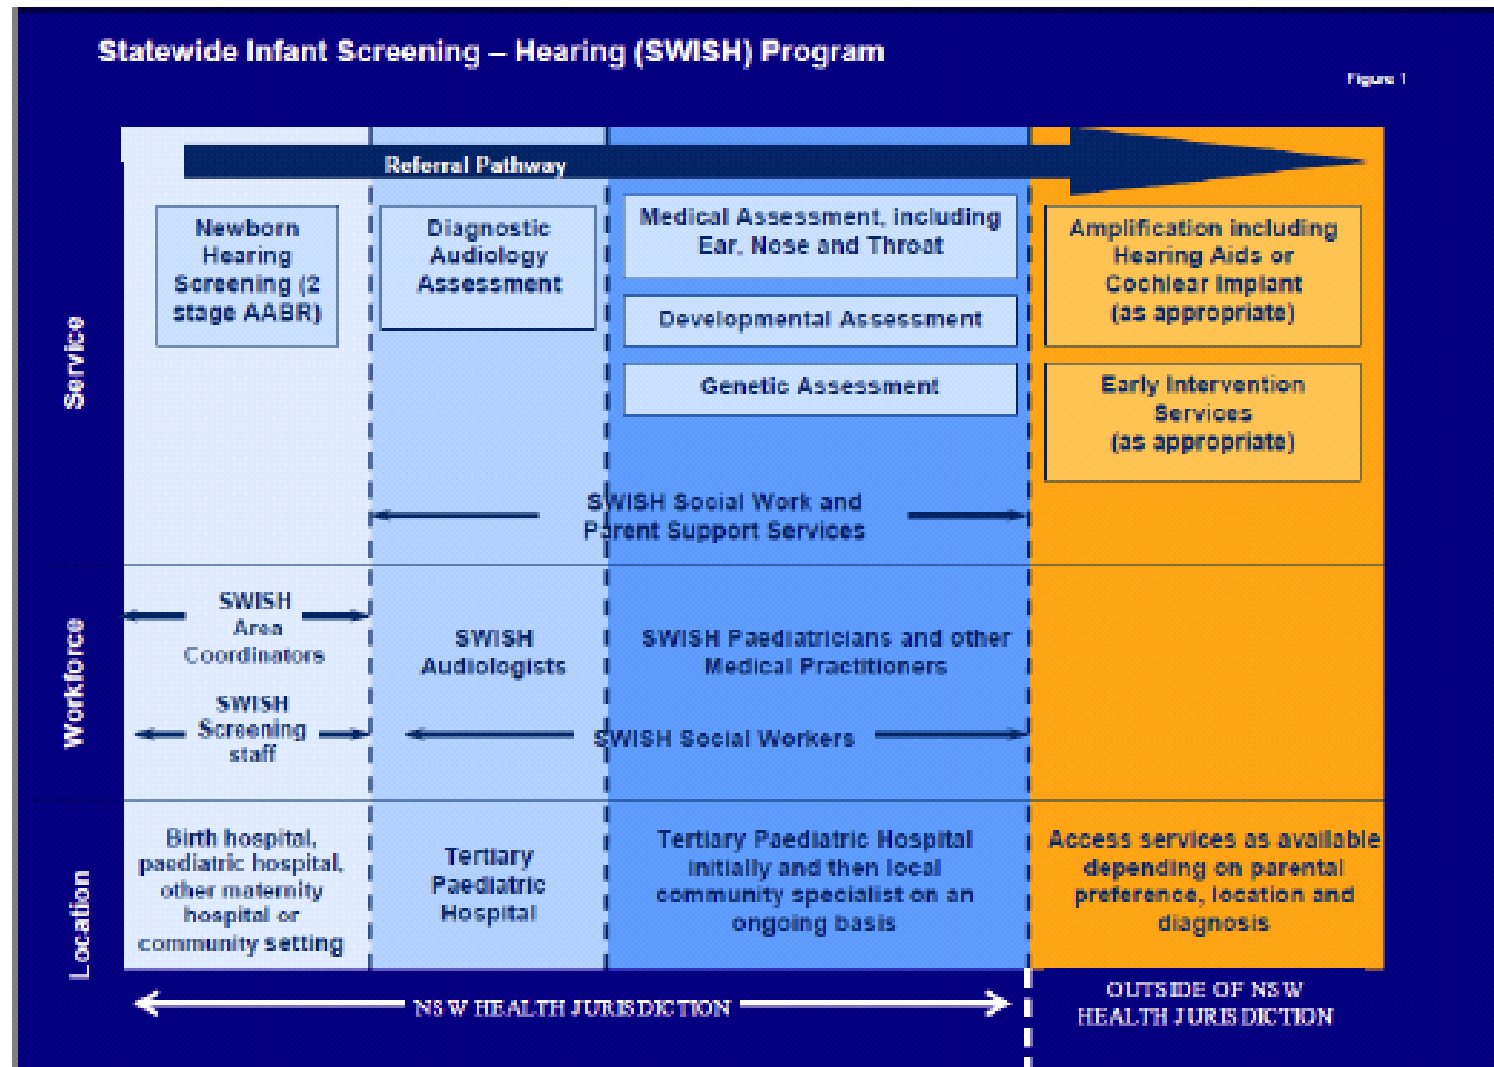 Statewide Infant Screening – Hearing (SWISH) Program
Figure 1
Referral Pathway
Service
Newborn
Hearing
Screening (2
stage AABR)
Diagnostic
Audiology
Assessment
Medical Assessment, including
Ear, Nose and Throat
Developmental Assessment
Genetic Assessment
Amplification including
Hearing Aids or
Cochlear Implant
(as appropriate)
Early Intervention
Services
(as appropriate)
SWISH Social Work and
Parent Support Services
Workforce
SWISH
Area
Coordinators
SWISH
Screening
staff
SWISH
Audiologists
SWISH Paediatricians and other
Medical Practitioners
SWISH Social Workers
Location
Birth hospital,
paediatric hospital,
other maternity
hospital or
community setting
Tertiary
Paediatric
Hospital
Tertiary Paediatric Hospital
initially and then local
community specialist on an
ongoing basis
Access services as available
depending on parental
preference, location and
diagnosis
NSW HEALTH JURISDICTION
OUTSIDE OF NSW
HEALTH JURISDICTION